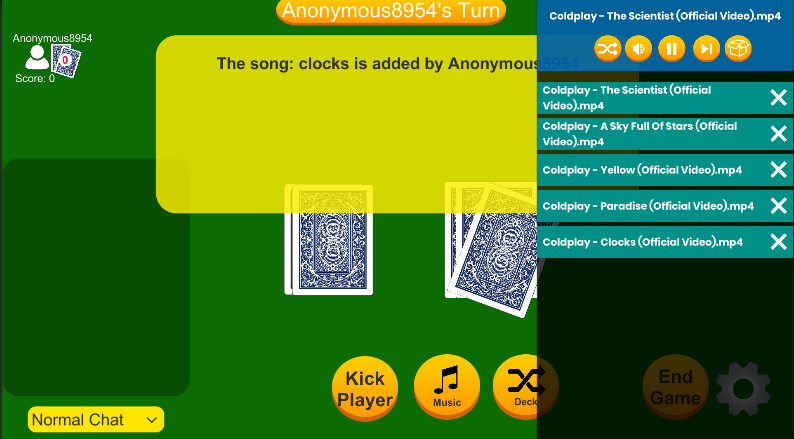 Anonymous8954's Turn
Coldplay - The Scientist (Official Video).mp4
Anonymous8954
0
Score: 0
The song: clocks is added by Anonymous8954
Coldplay - The Scientist (Official
Video).mp4
Coldplay - A Sky Full Of Stars (Official
Video).mp4
Coldplay - Yellow (Official Video).mp4
Coldplay - Paradise (Official Video).mp4
Coldplay - Clocks (Official Video).mp4
Kick
Player
Music
Deck
End
Game
Normal Chat